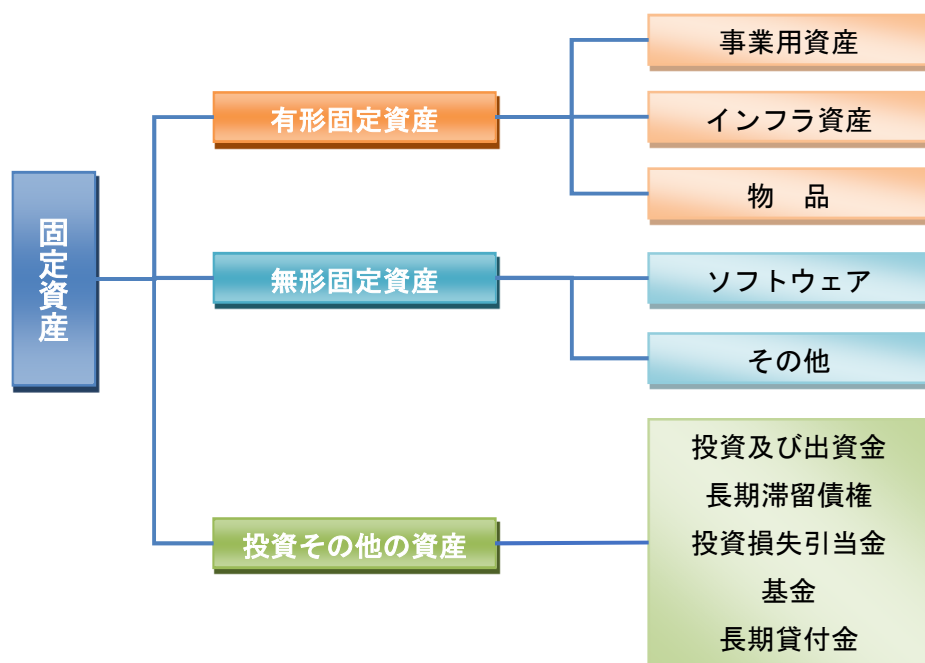 固定資産
有形固定資産
事業用資産
インフラ資産
物　品
無形固定資産
ソフトウェア
その他
投資その他の資産
投資及び出資金
長期滞留債権
投資損失引当金
基金
長期貸付金